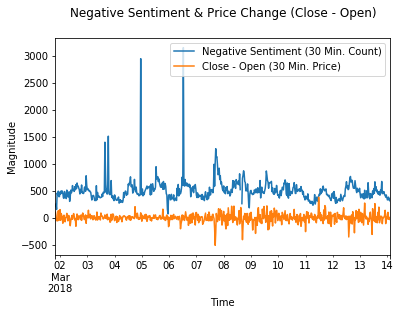 Negative Sentiment & Price Change (Close - Open)
Negative Sentiment (30 Min. Count)
Close - Open (30 Min. Price)
3000
2500
2000
1500
1000
500
0
−500
Magnitude
02 03 04 05 06 07 08 09 10 11 12 13 14
Mar
2018
Time